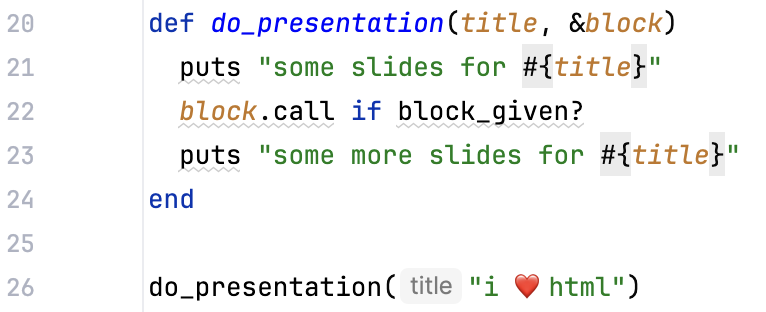 20 def do_presentation(title, &block)
21 puts "some slides for #{title}"
22 block.call if block_given?
23 puts "some more slides for #{title}"
24 end
25
26 do_presentation( title "i ❤️ html")